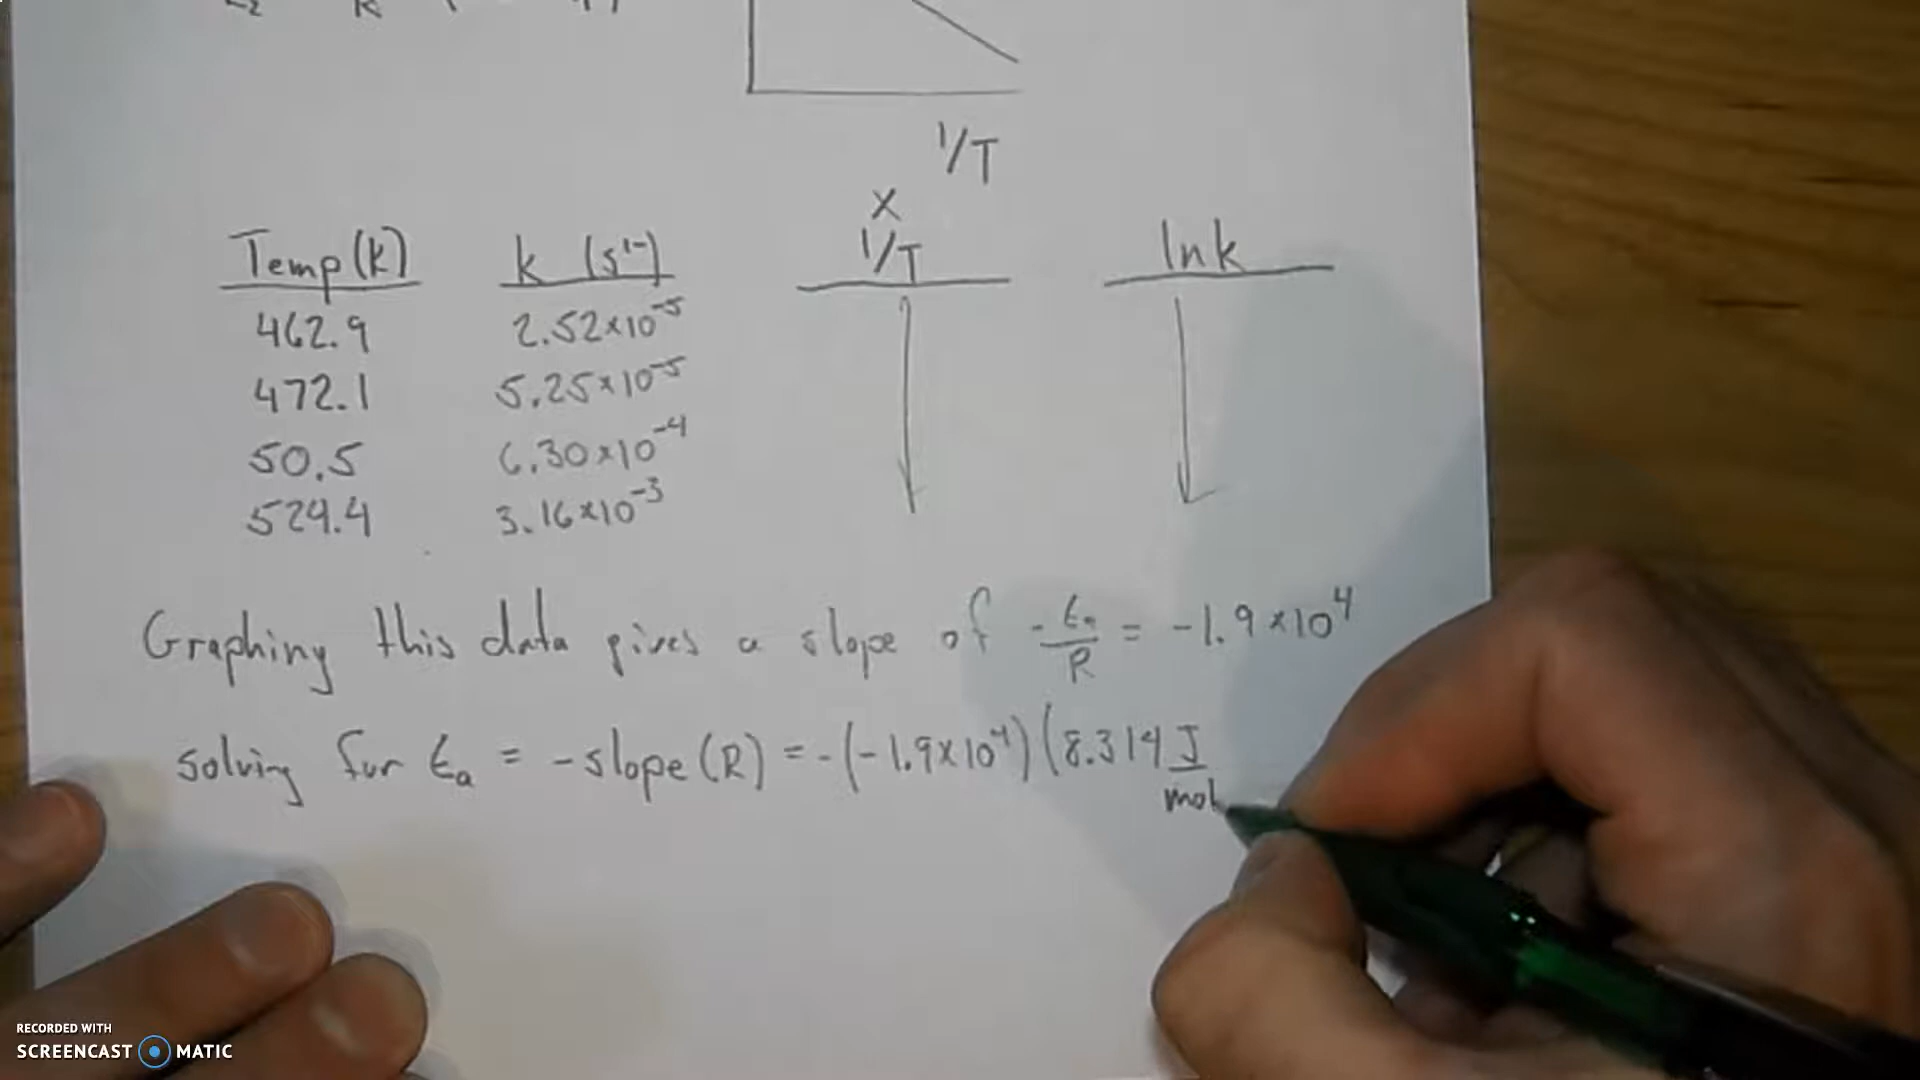 1/T
X
Temp(k) k (s¹⁻) 1/T lnk
462.9 2.52×10⁻⁵
472.1 5.25×10⁻⁵
50.5 6.30×10⁻⁴
524.4 3.16×10⁻³
Graphing this data gives a slope of -Ea/R = -1.9×10⁴
solving for Ea = -slope(R) = -(-1.9×10⁴)(8.314 J/mol
RECORDED WITH
SCREENCAST MATIC